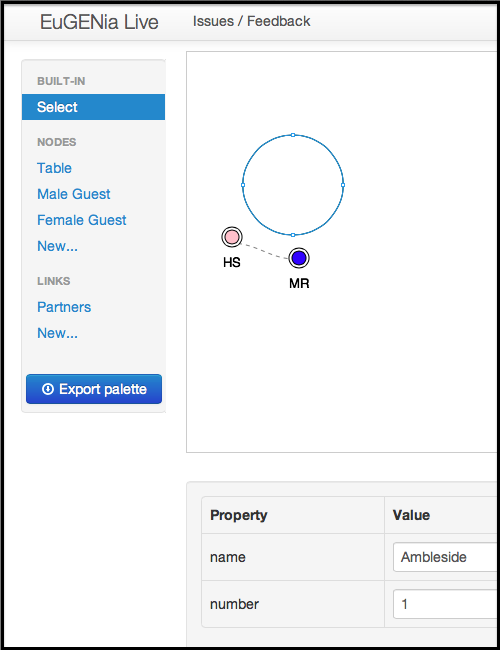 EuGENia Live Issues / Feedback
BUILT-IN
Select
NODES
Table
Male Guest
Female Guest
New...
LINKS
Partners
New...
Export palette
HS
MR
Property Value
name Ambleside
number 1